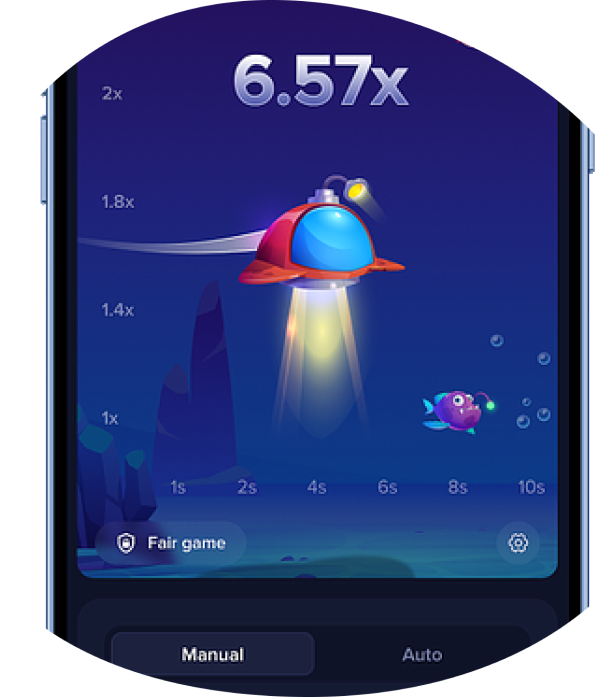 6.57x
2x
1.8x
1.4x
1x
1s 2s 4s 6s 8s 10s
Fair game
Manual Auto